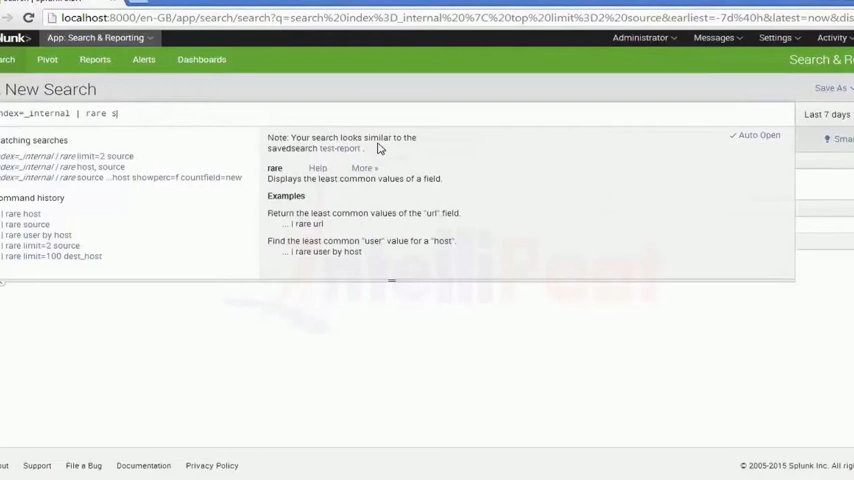 localhost:8000/en-GB/app/search/search?q=search%20index%3D_internal%20%7C%20top%20limit%3D2%20source&earliest=-7d%40h&latest=now&dis
plunk> App: Search & Reporting Administrator Messages Settings Activity
arch Pivot Reports Alerts Dashboards Search & Re
New Search Save As
ndex=_internal | rare s Last 7 days
atching searches
ndex=_internal | rare limit=2 source
ndex=_internal | rare host, source
ndex=_internal | rare source ...host showperc=f countfield=new
ommand history
| rare host
| rare source
| rare user by host
| rare limit=2 source
| rare limit=100 dest_host
Note: Your search looks similar to the
savedsearch test-report .
Auto Open
Smar
rare Help More »
Displays the least common values of a field.
Examples
Return the least common values of the "url" field.
... | rare url
Find the least common "user" value for a "host".
... | rare user by host
IntelliPaat
out Support File a Bug Documentation Privacy Policy © 2005-2015 Splunk Inc. All rights re